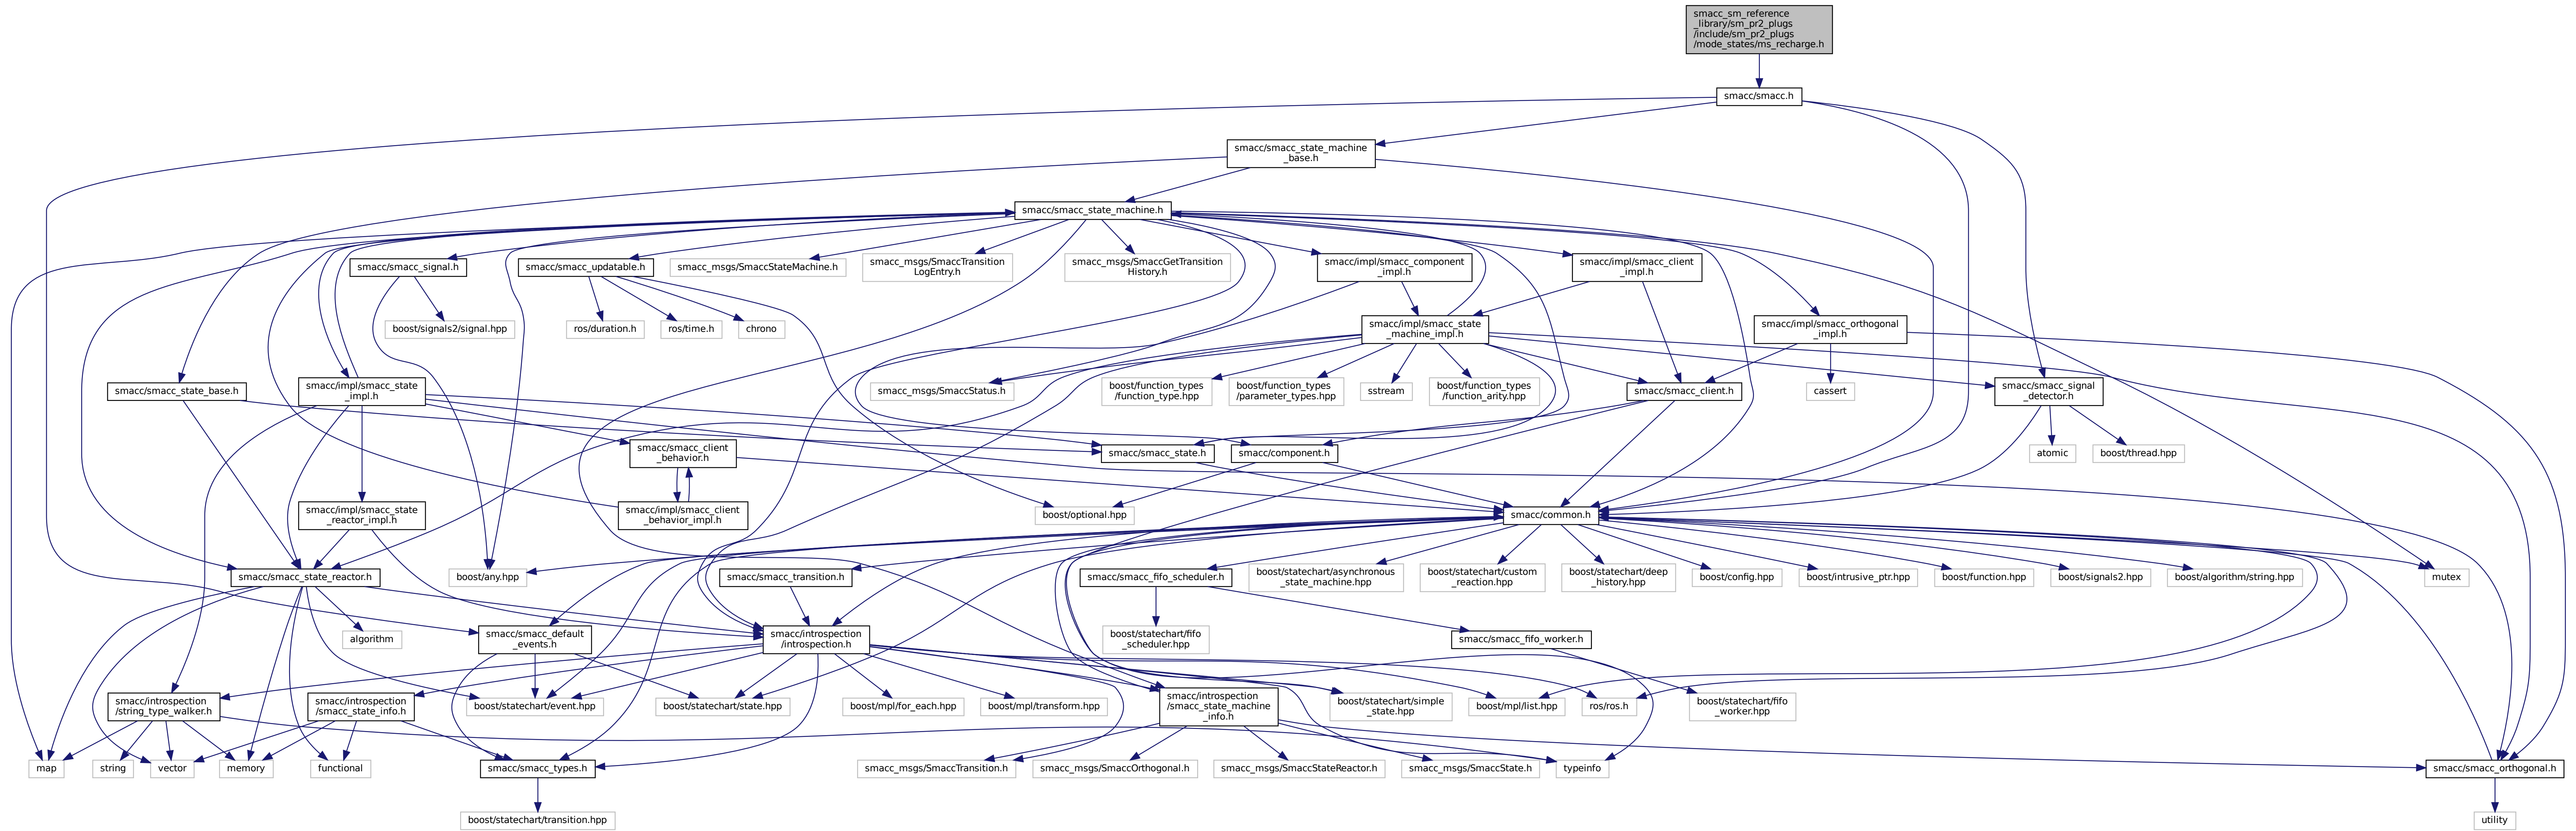 smacc_sm_reference
_library/sm_pr2_plugs
/include/sm_pr2_plugs
/mode_states/ms_recharge.h
smacc/smacc.h
smacc/smacc_state_machine
_base.h
smacc/smacc_state_machine.h
smacc/smacc_signal.h
smacc/smacc_updatable.h
smacc_msgs/SmaccStateMachine.h
smacc_msgs/SmaccTransition
LogEntry.h
smacc_msgs/SmaccGetTransition
History.h
smacc/impl/smacc_component
_impl.h
smacc/impl/smacc_client
_impl.h
boost/signals2/signal.hpp
ros/duration.h
ros/time.h
chrono
smacc/impl/smacc_state
_machine_impl.h
smacc/impl/smacc_orthogonal
_impl.h
smacc/smacc_state_base.h
smacc/impl/smacc_state
_impl.h
smacc_msgs/SmaccStatus.h
boost/function_types
/function_type.hpp
boost/function_types
/parameter_types.hpp
sstream
boost/function_types
/function_arity.hpp
smacc/smacc_client.h
cassert
smacc/smacc_signal
_detector.h
smacc/smacc_client
_behavior.h
smacc/smacc_state.h
smacc/component.h
atomic
boost/thread.hpp
smacc/impl/smacc_state
_reactor_impl.h
smacc/impl/smacc_client
_behavior_impl.h
boost/optional.hpp
smacc/common.h
smacc/smacc_state_reactor.h
boost/any.hpp
smacc/smacc_transition.h
smacc/smacc_fifo_scheduler.h
boost/statechart/asynchronous
_state_machine.hpp
boost/statechart/custom
_reaction.hpp
boost/statechart/deep
_history.hpp
boost/config.hpp
boost/intrusive_ptr.hpp
boost/function.hpp
boost/signals2.hpp
boost/algorithm/string.hpp
mutex
algorithm
smacc/smacc_default
_events.h
smacc/introspection
/introspection.h
boost/statechart/fifo
_scheduler.hpp
smacc/smacc_fifo_worker.h
smacc/introspection
/string_type_walker.h
smacc/introspection
/smacc_state_info.h
boost/statechart/event.hpp
boost/statechart/state.hpp
boost/mpl/for_each.hpp
boost/mpl/transform.hpp
smacc/introspection
/smacc_state_machine
_info.h
boost/statechart/simple
_state.hpp
boost/mpl/list.hpp
ros/ros.h
boost/statechart/fifo
_worker.hpp
map
string
vector
memory
functional
smacc/smacc_types.h
smacc_msgs/SmaccTransition.h
smacc_msgs/SmaccOrthogonal.h
smacc_msgs/SmaccStateReactor.h
smacc_msgs/SmaccState.h
typeinfo
smacc/smacc_orthogonal.h
boost/statechart/transition.hpp
utility